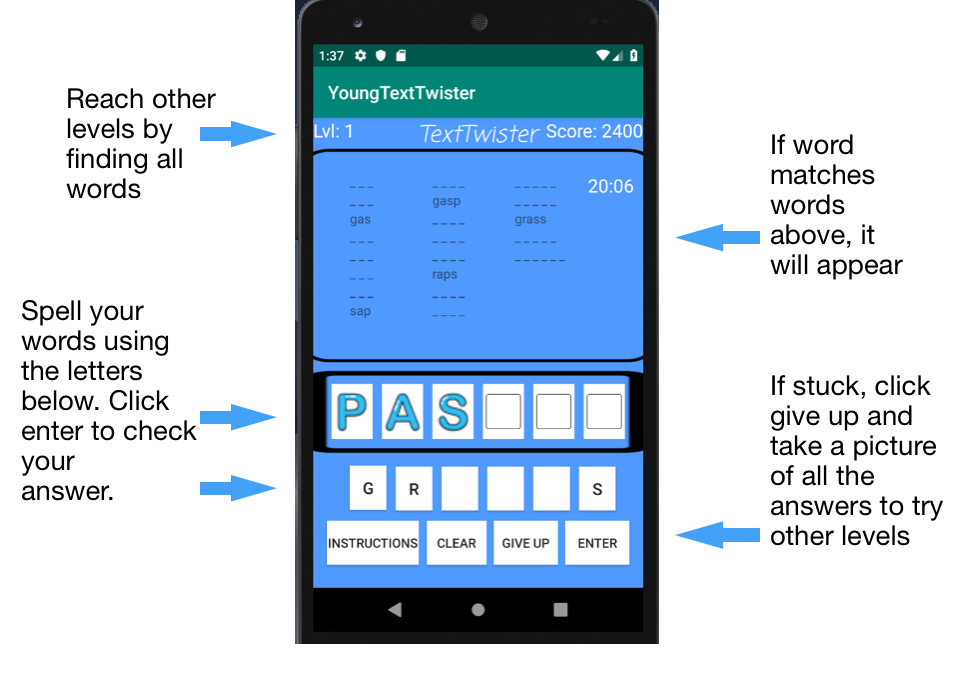 Reach other
levels by
finding all
words
Spell your
words using
the letters
below. Click
enter to check
your
answer.
1:37
YoungTextTwister
Lvl: 1 TextTwister Score: 2400
20:06
_ _ _ _ _ _ _ _ _ _ _ _
_ _ _ gasp _ _ _ _ _
gas _ _ _ _ grass
_ _ _ _ _ _ _ _ _ _ _ _
_ _ _ _ _ _ _ _ _ _ _ _ _
_ _ _ raps
_ _ _ _ _ _ _
sap _ _ _ _
P A S
G R S
INSTRUCTIONS CLEAR GIVE UP ENTER
If word
matches
words
above, it
will appear
If stuck, click
give up and
take a picture
of all the
answers to try
other levels